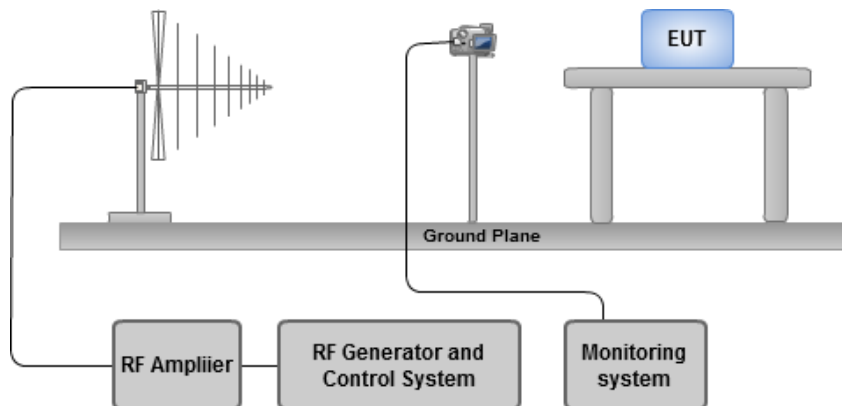 EUT
Ground Plane
RF Ampliier
RF Generator and
Control System
Monitoring
system